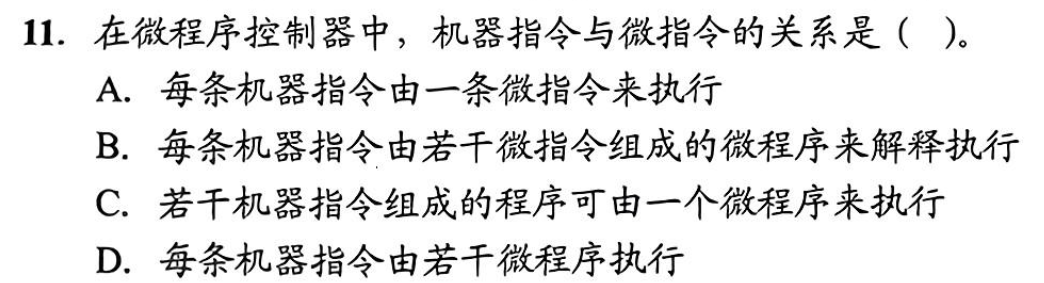 11. 在微程序控制器中，机器指令与微指令的关系是（ ）。
A. 每条机器指令由一条微指令来执行
B. 每条机器指令由若干微指令组成的微程序来解释执行
C. 若干机器指令组成的程序可由一个微程序来执行
D. 每条机器指令由若干微程序执行